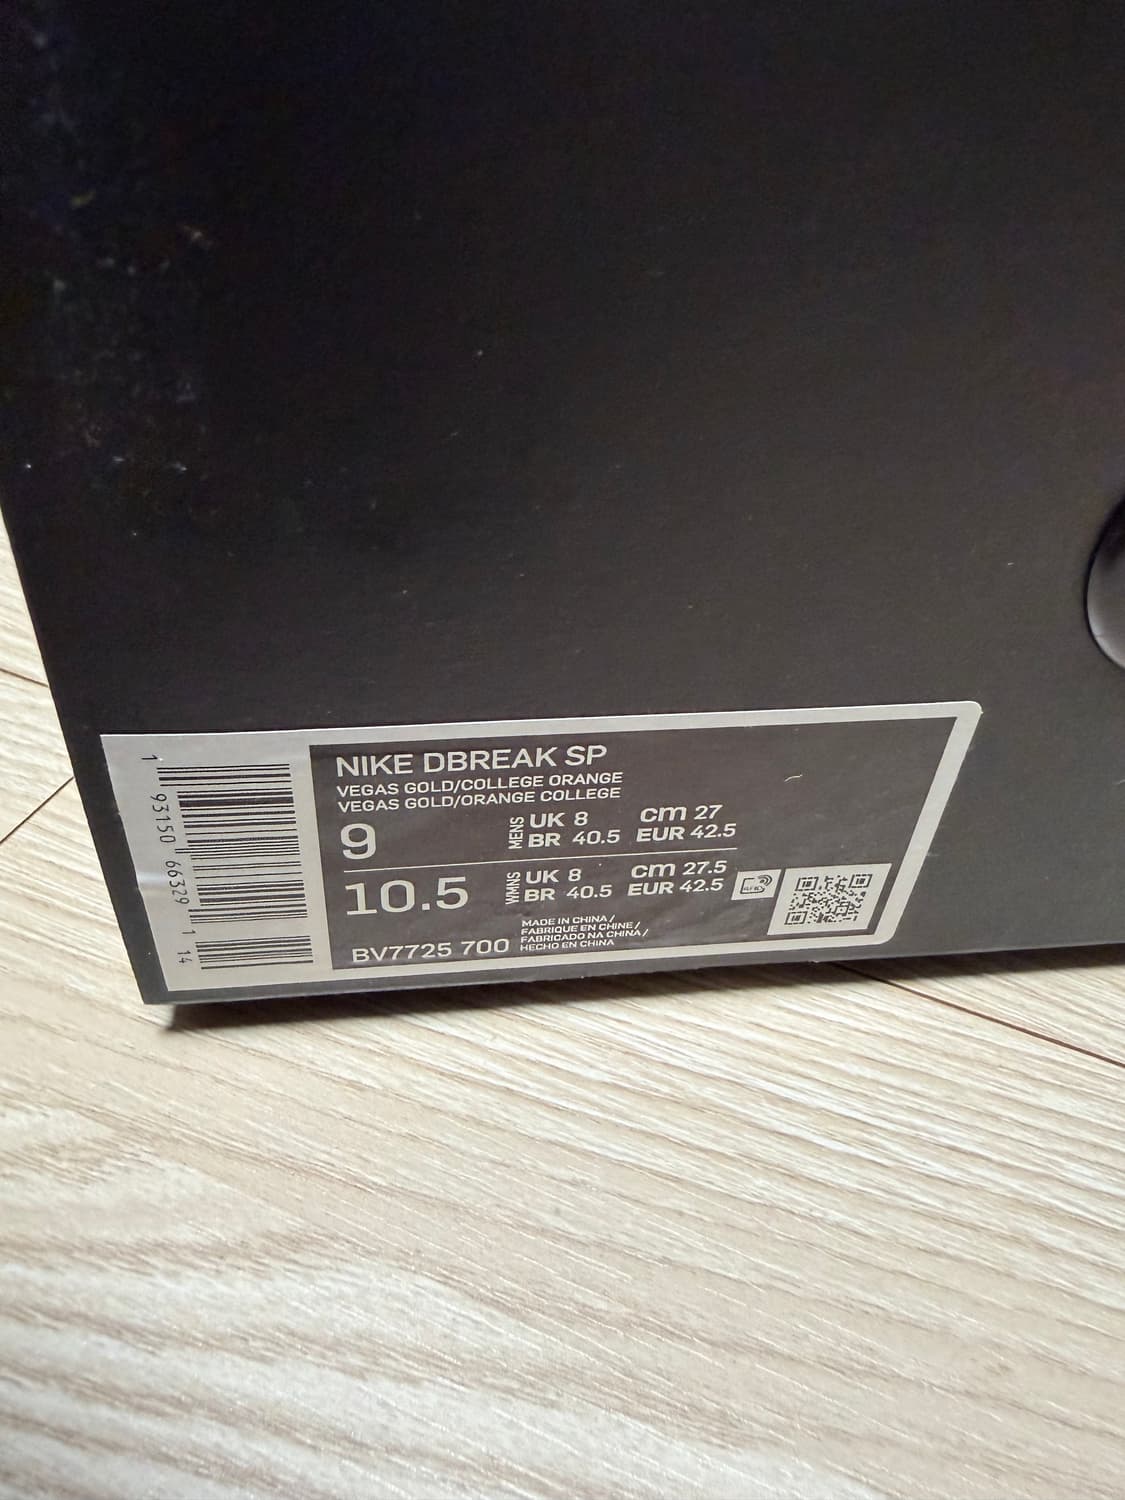 NIKE DBREAK SP
VEGAS GOLD/COLLEGE ORANGE
VEGAS GOLD/ORANGE COLLEGE
9 MENS UK 8 cm 27
BR 40.5 EUR 42.5
10.5 WMNS UK 8 cm 27.5
BR 40.5 EUR 42.5
MADE IN CHINA /
FABRIQUE EN CHINE /
FABRICADO NA CHINA /
HECHO EN CHINA
BV7725 700
1 93150 66329 1 14